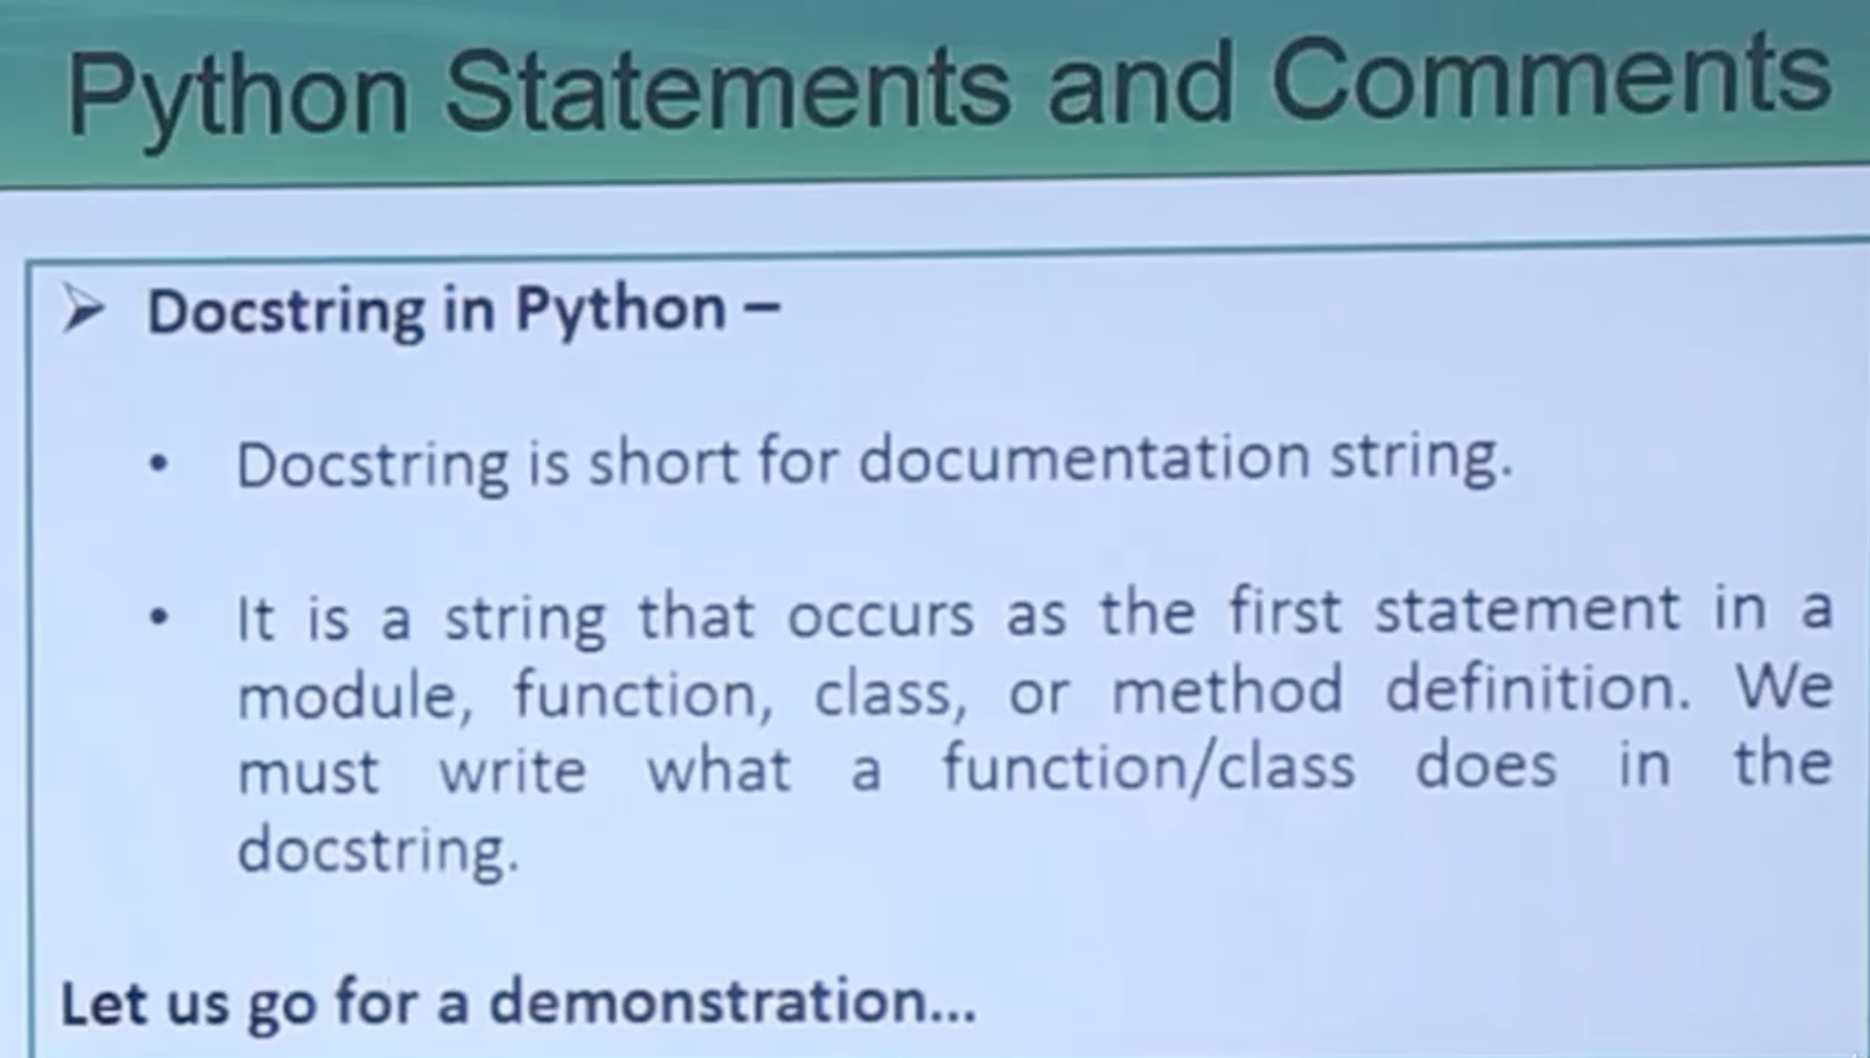 Python Statements and Comments
➢ Docstring in Python –
• Docstring is short for documentation string.
• It is a string that occurs as the first statement in a
module, function, class, or method definition. We
must write what a function/class does in the
docstring.
Let us go for a demonstration...